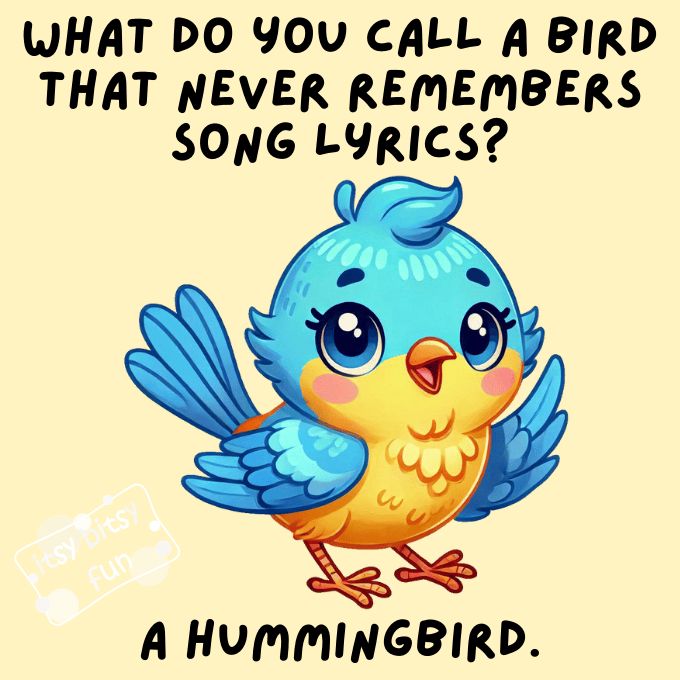 WHAT DO YOU CALL A BIRD
THAT NEVER REMEMBERS
SONG LYRICS?
itsy bitsy
fun
A HUMMINGBIRD.